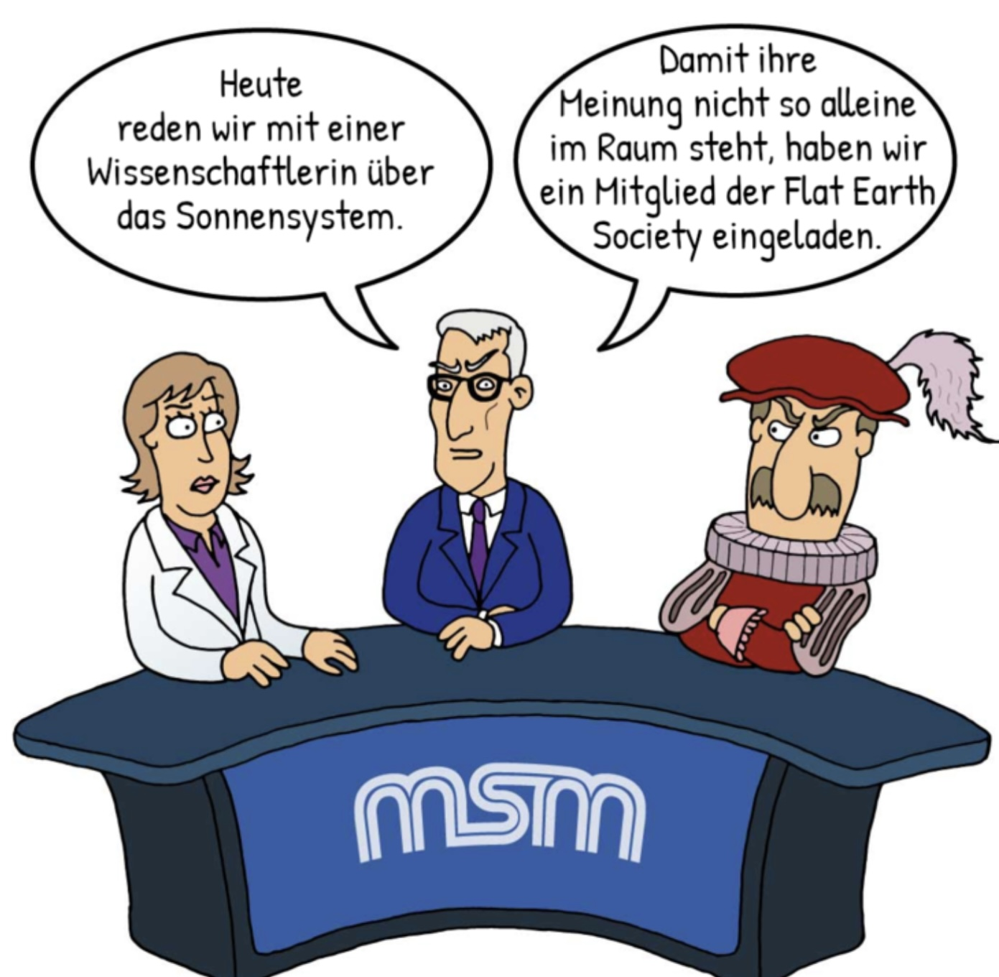 Heute
reden wir mit einer
Wissenschaftlerin über
das Sonnensystem.
Damit ihre
Meinung nicht so alleine
im Raum steht, haben wir
ein Mitglied der Flat Earth
Society eingeladen.
msm